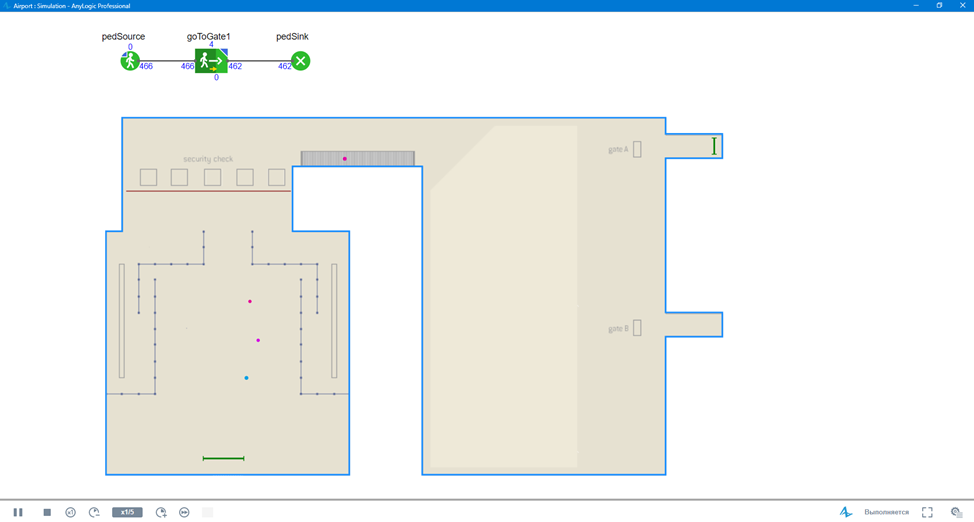 Airport : Simulation - AnyLogic Professional
pedSource
goToGate1
pedSink
0
4
466
466
462
462
0
security check
gate A
gate B
x1
x1/5
Выполняется